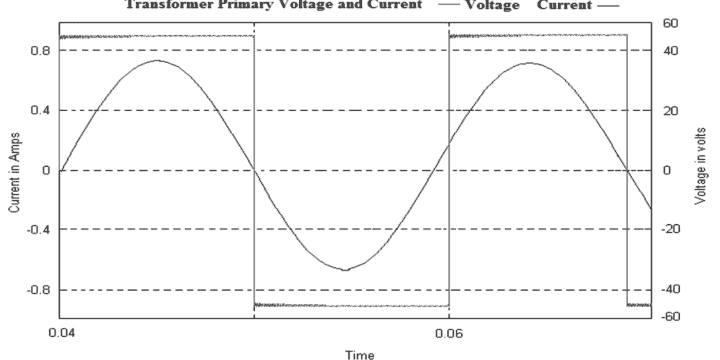 Transformer Primary Voltage and Current — Voltage Current —
60
0.8 40
0.4 20
Current in Amps
0 0
Voltage in volts
-0.4 -20
-0.8 -40
-60
0.04 0.06
Time